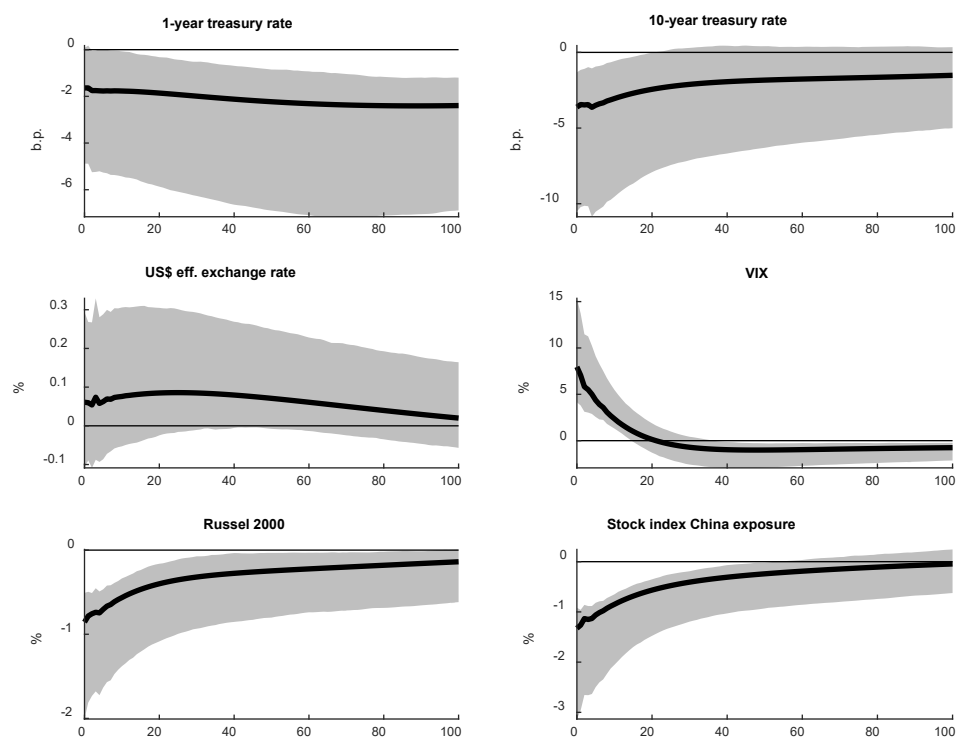 1-year treasury rate
0
-2
-4
-6
b.p.
0 20 40 60 80 100
10-year treasury rate
0
-5
-10
b.p.
0 20 40 60 80 100
US$ eff. exchange rate
0.3
0.2
0.1
0
-0.1
%
0 20 40 60 80 100
VIX
15
10
5
0
%
0 20 40 60 80 100
Russel 2000
0
-1
-2
%
0 20 40 60 80 100
Stock index China exposure
0
-1
-2
-3
%
0 20 40 60 80 100